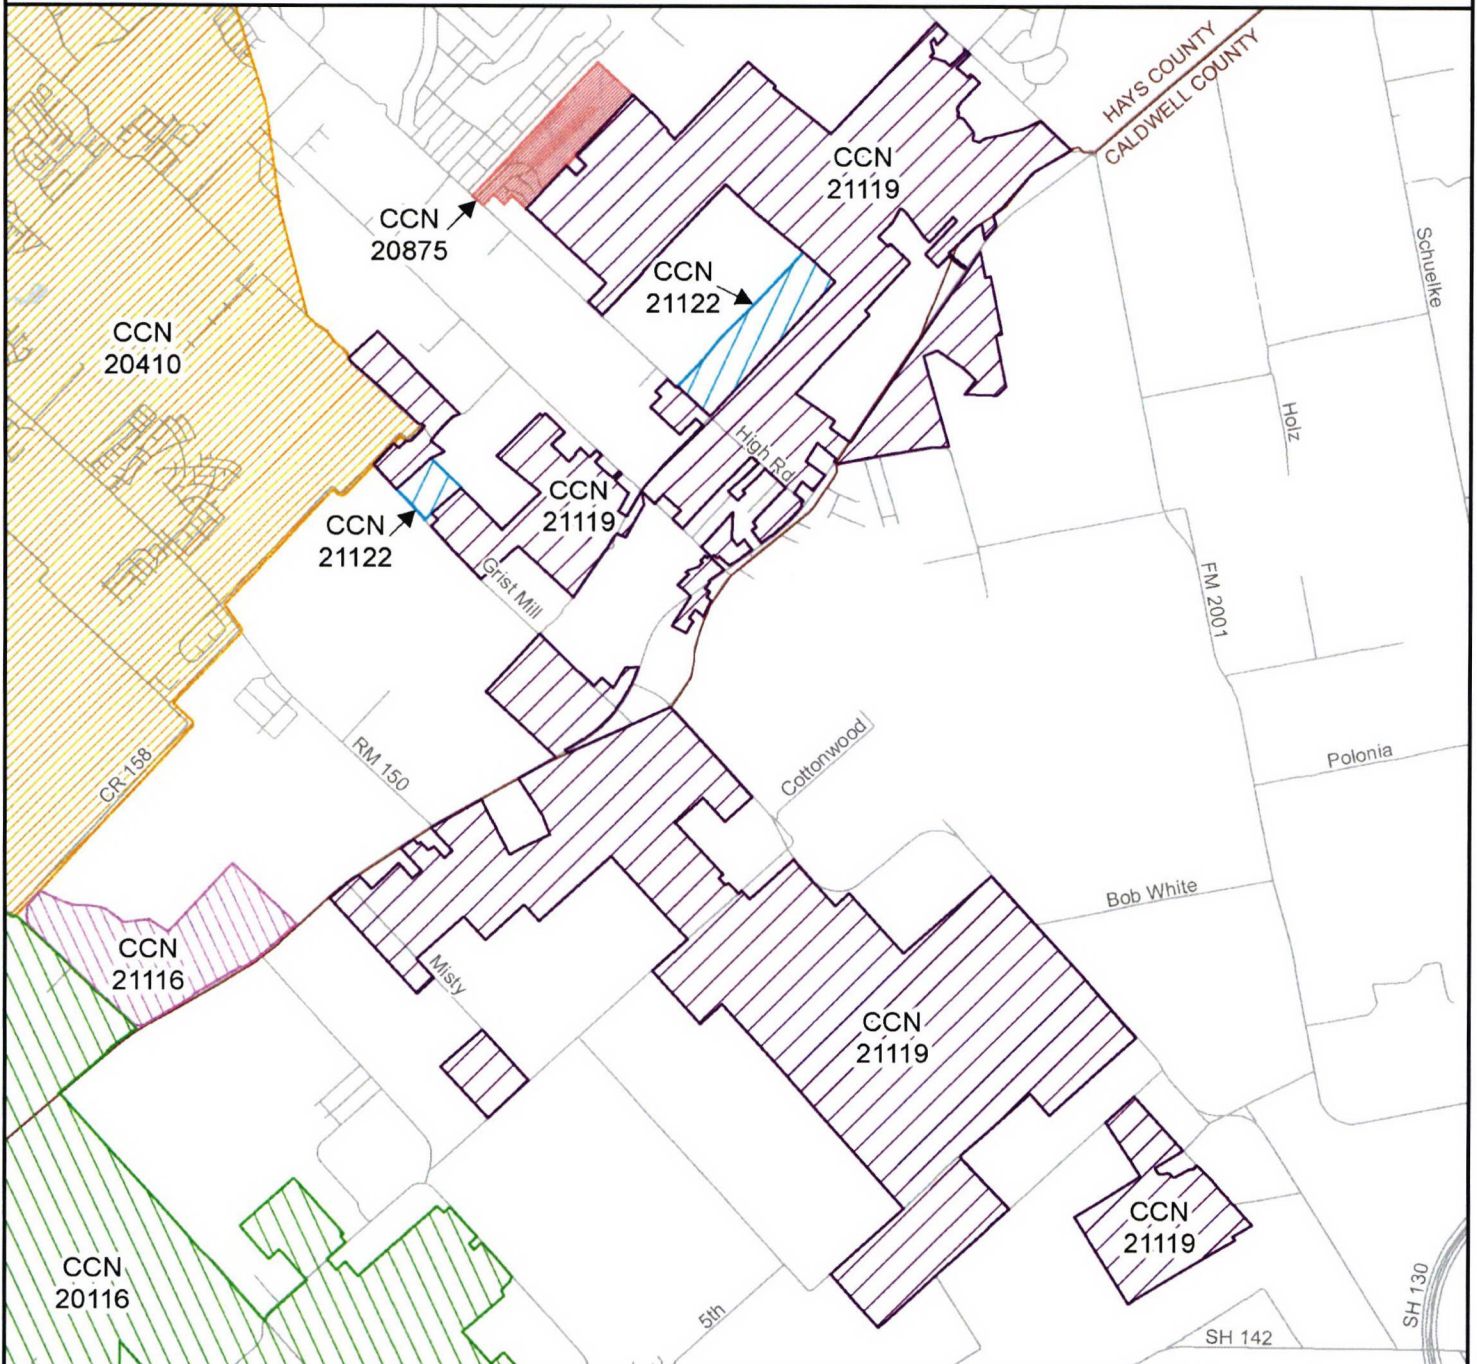 HAYS COUNTY
CALDWELL COUNTY
CCN
21119
CCN
20875
CCN
21122
Schuelke
CCN
20410
Holz
High Rd
CCN
21119
CCN
21122
Grist Mill
FM 2001
CR 158
RM 150
Cottonwood
Polonia
Bob White
CCN
21116
Misty
CCN
21119
CCN
21119
CCN
20116
5th
SH 142
SH 130